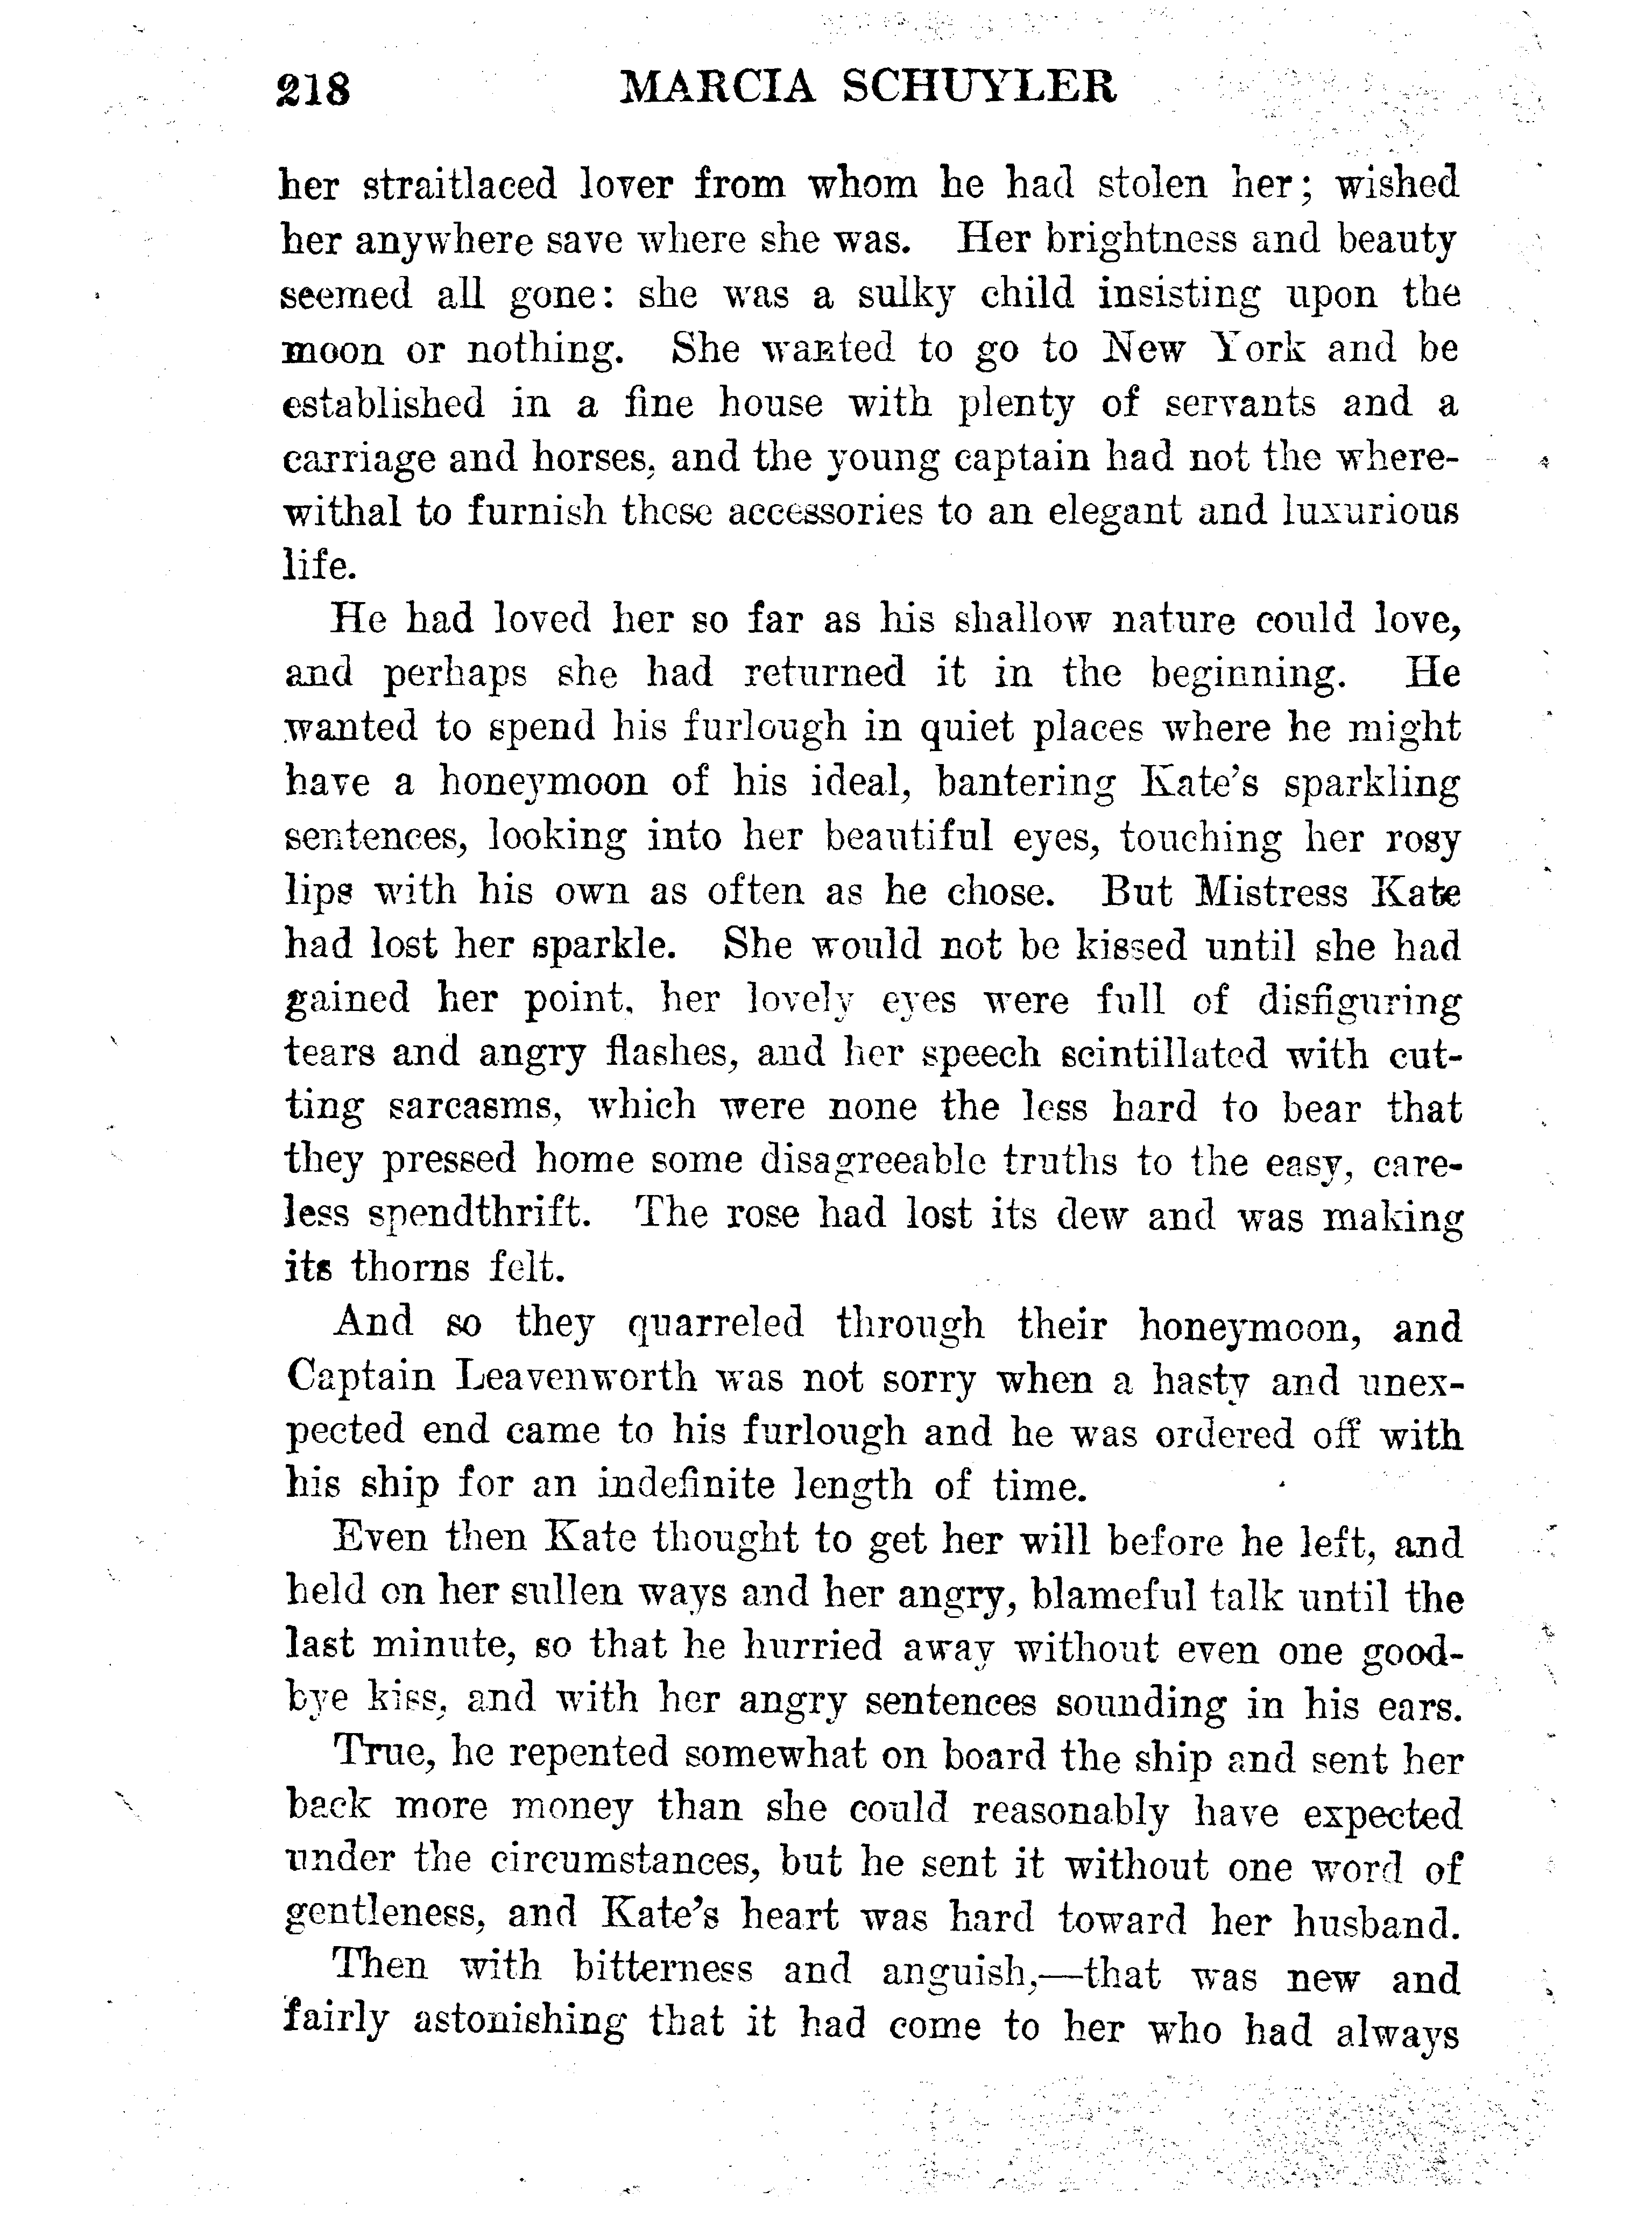 218 MARCIA SCHUYLER
her straitlaced lover from whom he had stolen her; wished
her anywhere save where she was. Her brightness and beauty
seemed all gone: she was a sulky child insisting upon the
moon or nothing. She wanted to go to New York and be
established in a fine house with plenty of servants and a
carriage and horses, and the young captain had not the where-
withal to furnish these accessories to an elegant and luxurious
life.
He had loved her so far as his shallow nature could love,
and perhaps she had returned it in the beginning. He
wanted to spend his furlough in quiet places where he might
have a honeymoon of his ideal, bantering Kate's sparkling
sentences, looking into her beautiful eyes, touching her rosy
lips with his own as often as he chose. But Mistress Kate
had lost her sparkle. She would not be kissed until she had
gained her point, her lovely eyes were full of disfiguring
tears and angry flashes, and her speech scintillated with cut-
ting sarcasms, which were none the less hard to bear that
they pressed home some disagreeable truths to the easy, care-
less spendthrift. The rose had lost its dew and was making
its thorns felt.
And so they quarreled through their honeymoon, and
Captain Leavenworth was not sorry when a hasty and unex-
pected end came to his furlough and he was ordered off with
his ship for an indefinite length of time.
Even then Kate thought to get her will before he left, and
held on her sullen ways and her angry, blameful talk until the
last minute, so that he hurried away without even one good-
bye kiss, and with her angry sentences sounding in his ears.
True, he repented somewhat on board the ship and sent her
back more money than she could reasonably have expected
under the circumstances, but he sent it without one word of
gentleness, and Kate's heart was hard toward her husband.
Then with bitterness and anguish,—that was new and
fairly astonishing that it had come to her who had always